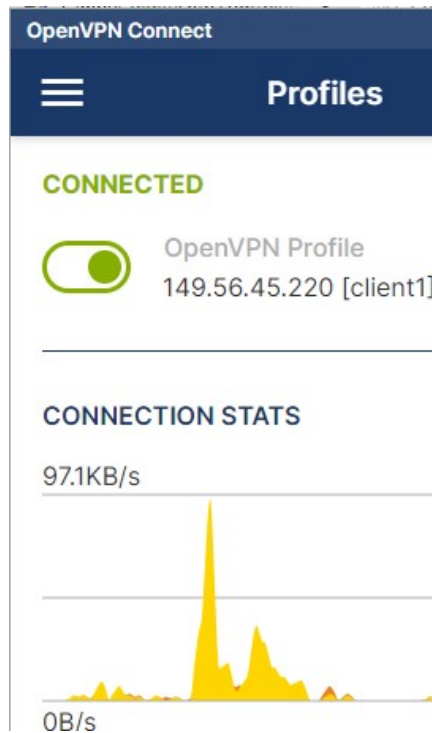 OpenVPN Connect
Profiles
CONNECTED
OpenVPN Profile
149.56.45.220 [client1]
CONNECTION STATS
97.1KB/s
0B/s